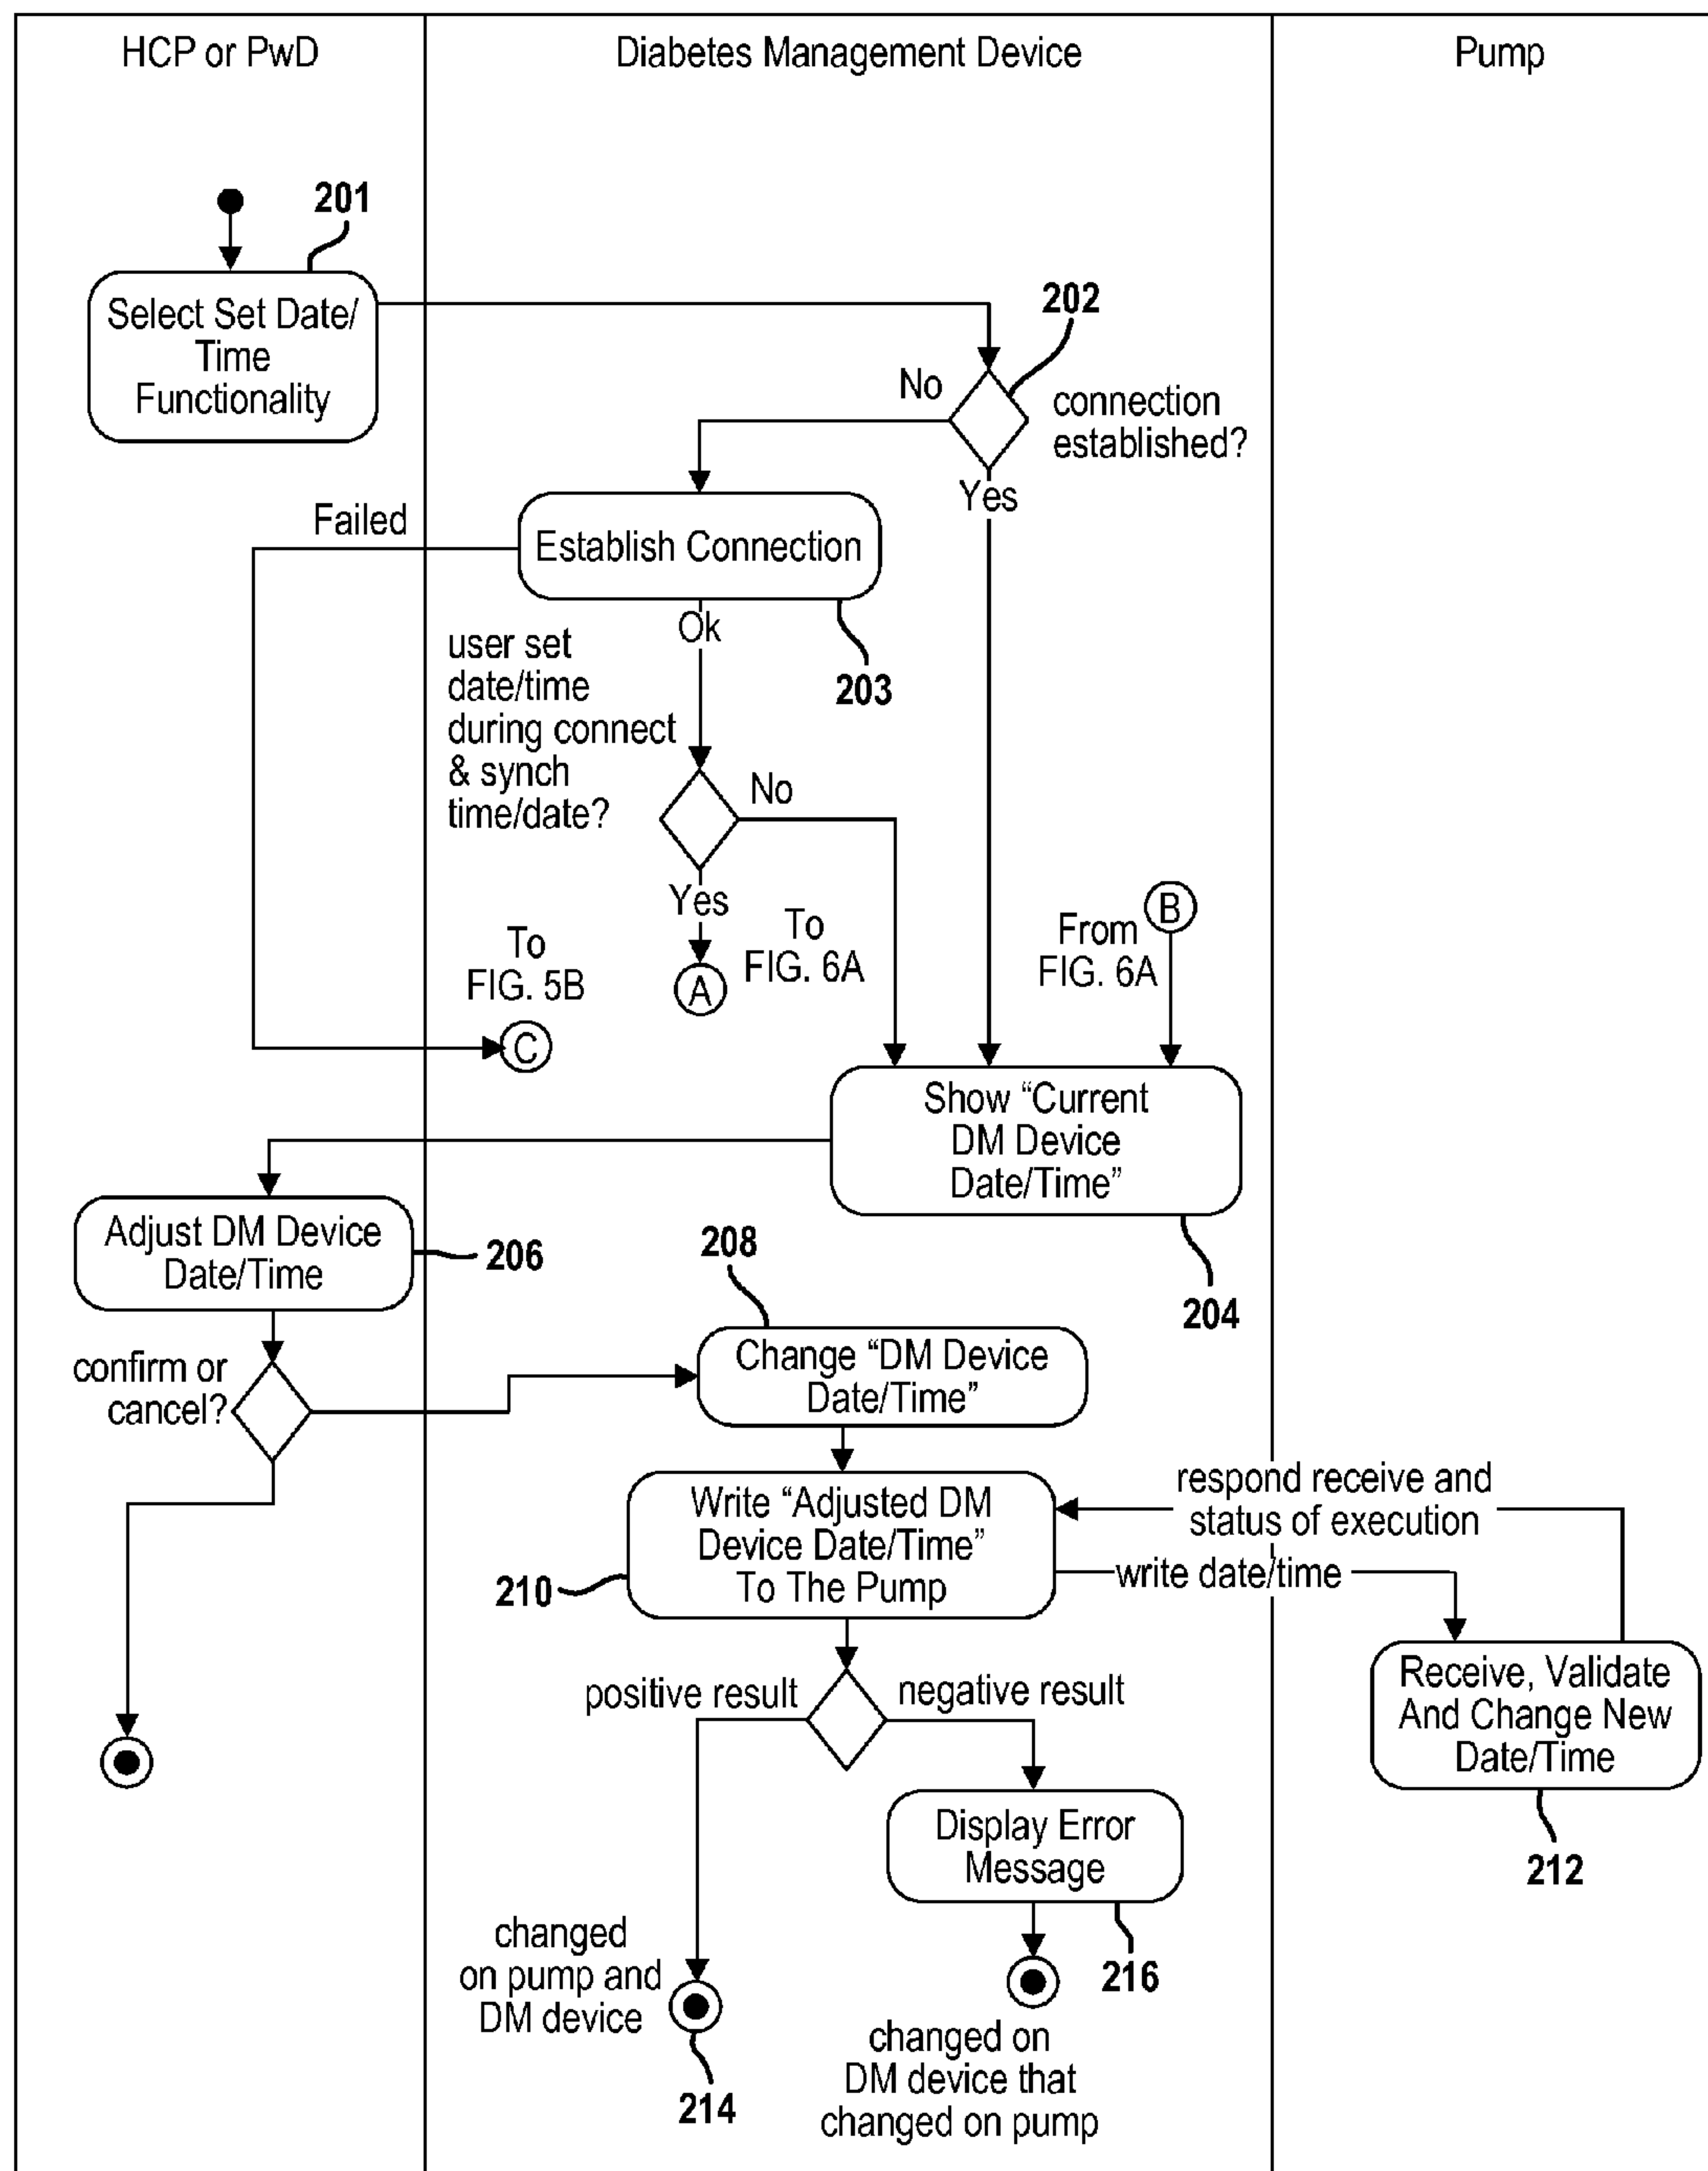 HCP or PwD
Diabetes Management Device
Pump
201
Select Set Date/
Time
Functionality
202
No
connection
established?
Yes
Failed
Establish Connection
Ok
203
user set
date/time
during connect
& synch
time/date?
No
Yes
To
FIG. 5B
A
To
FIG. 6A
From
FIG. 6A
B
C
Show “Current
DM Device
Date/Time”
204
Adjust DM Device
Date/Time
206
208
confirm or
cancel?
Change “DM Device
Date/Time”
respond receive and
status of execution
Write “Adjusted DM
Device Date/Time”
To The Pump
write date/time
210
positive result
negative result
Receive, Validate
And Change New
Date/Time
212
Display Error
Message
216
changed
on pump and
DM device
214
changed on
DM device that
changed on pump